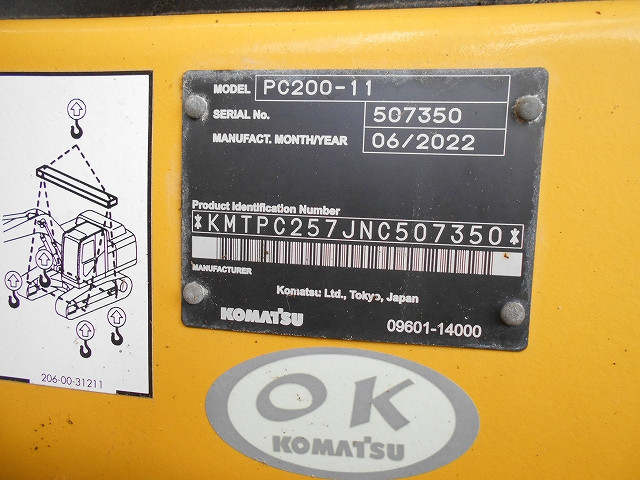 MODEL PC200-11
SERIAL No. 507350
MANUFACT. MONTH/YEAR 06/2022
Product Identification Number
*KMTPC257JNC507350*
MANUFACTURER
Komatsu Ltd., Tokyo, Japan
KOMATSU 09601-14000
206-00-31211
OK
KOMATSU